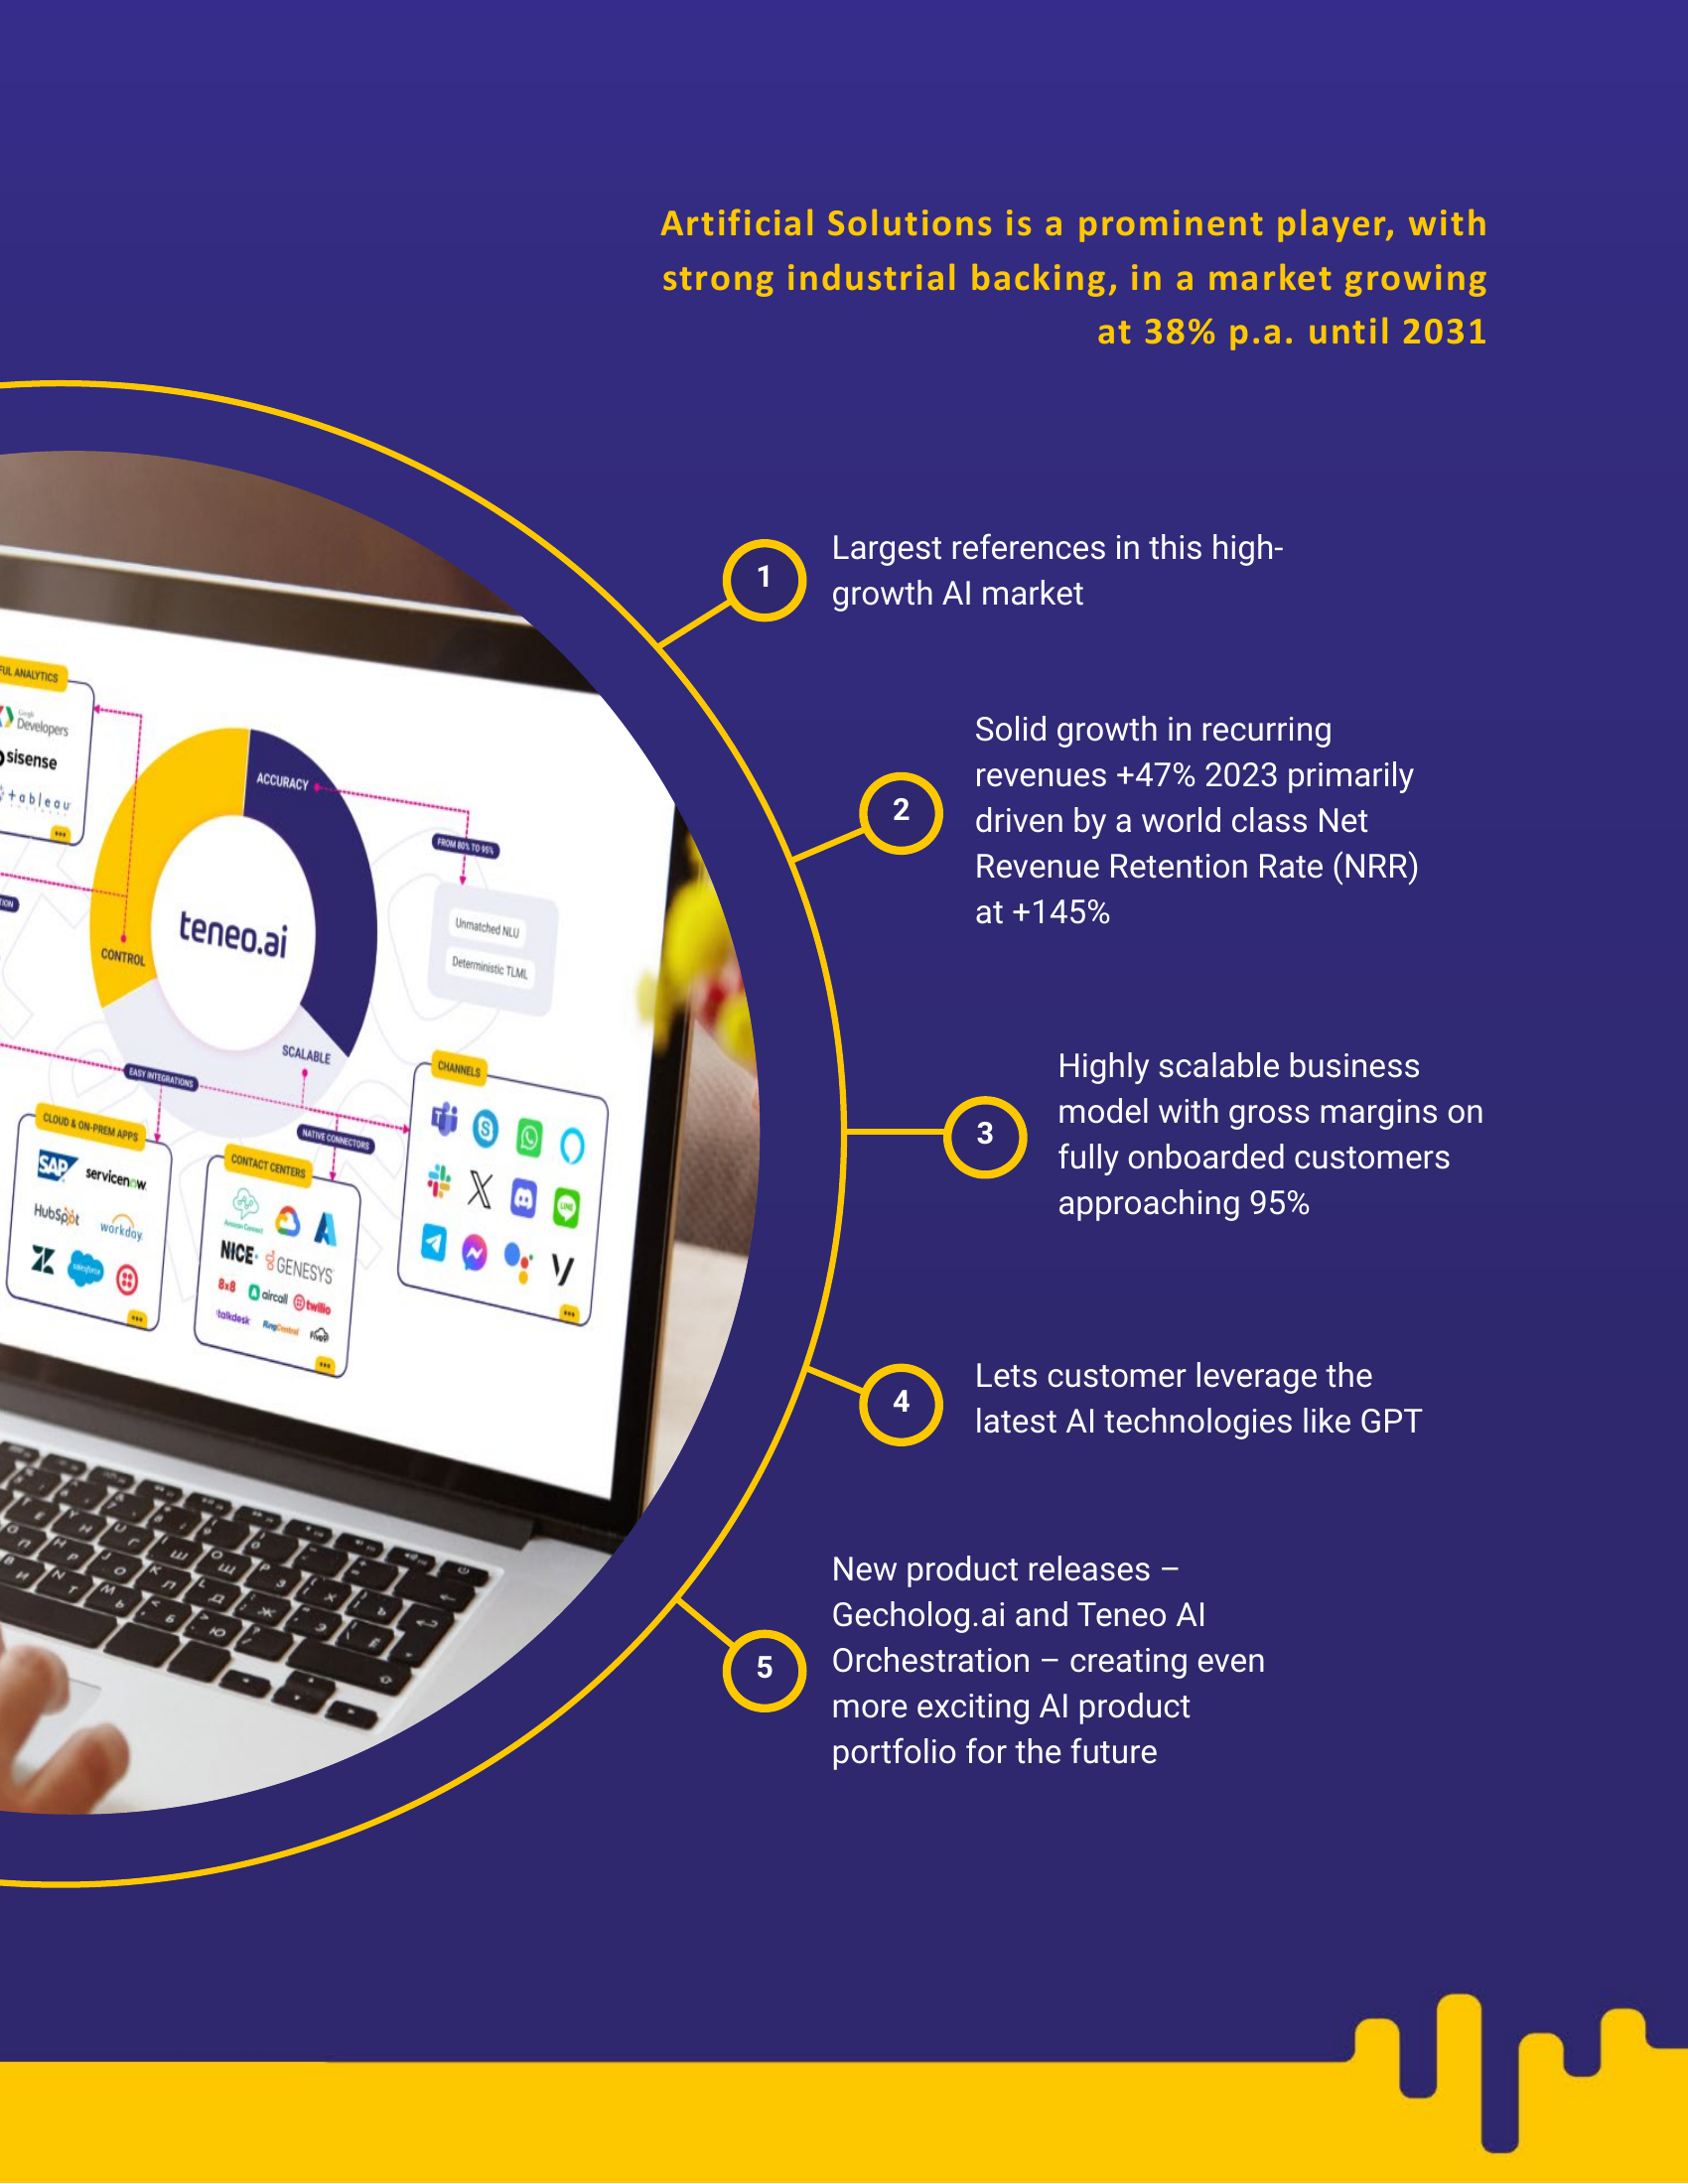 Artificial Solutions is a prominent player, with
strong industrial backing, in a market growing
at 38% p.a. until 2031
1
Largest references in this high-
growth AI market
2
Solid growth in recurring
revenues +47% 2023 primarily
driven by a world class Net
Revenue Retention Rate (NRR)
at +145%
3
Highly scalable business
model with gross margins on
fully onboarded customers
approaching 95%
4
Lets customer leverage the
latest AI technologies like GPT
5
New product releases –
Gecholog.ai and Teneo AI
Orchestration – creating even
more exciting AI product
portfolio for the future
FUL ANALYTICS
Google
Developers
sisense
+ableau
ACCURACY
FROM 80% TO 95%
Unmatched NLU
Deterministic TLML
teneo.ai
CONTROL
SCALABLE
EASY INTEGRATIONS
NATIVE CONNECTORS
CLOUD & ON-PREM APPS
SAP
servicenow
HubSpot
workday.
salesforce
CONTACT CENTERS
Amazon Connect
NICE
GENESYS
8x8
aircall
twilio
talkdesk
RingCentral
Five9
CHANNELS
LINE